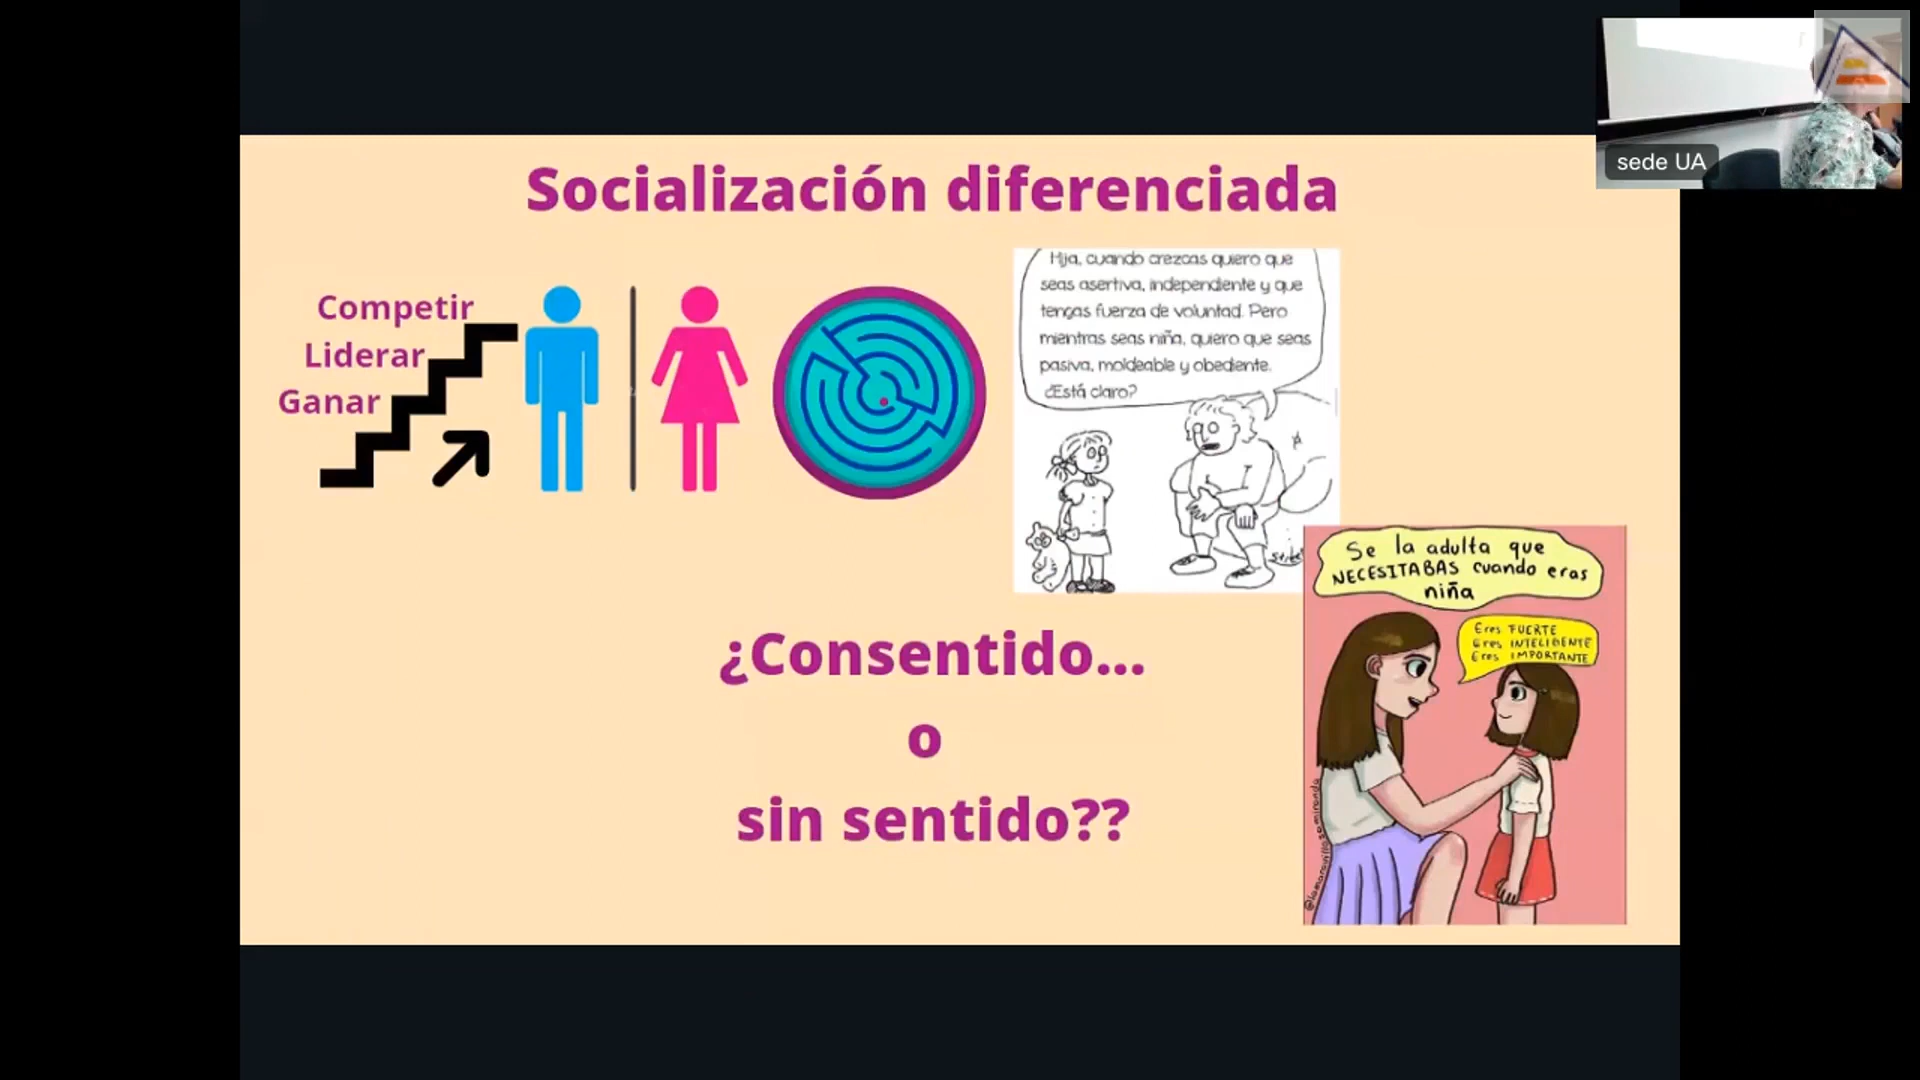 sede UA
Socialización diferenciada
Competir
Liderar
Ganar
Hija, cuando crezcas quiero que
seas asertiva, independiente y que
tengas fuerza de voluntad. Pero
mientras seas niña, quiero que seas
pasiva, moldeable y obediente.
¿Está claro?
Se la adulta que
NECESITABAS cuando eras
niña
Eres FUERTE
Eres INTELIGENTE
Eres IMPORTANTE
¿Consentido...
o
sin sentido??